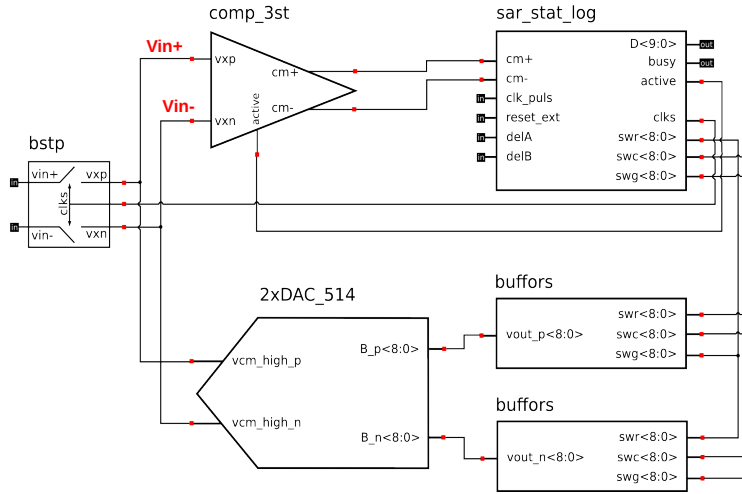 comp_3st
sar_stat_log
Vin+
vxp
cm+
cm-
active
Vin-
vxn
D<9:0>
out
busy
out
cm+
active
cm-
in
clk_puls
in
reset_ext
clks
in
delA
swr<8:0>
in
delB
swc<8:0>
swg<8:0>
bstp
in
vin+
vxp
clks
in
vin-
vxn
2xDAC_514
vcm_high_p
B_p<8:0>
vcm_high_n
B_n<8:0>
buffors
swr<8:0>
vout_p<8:0>
swc<8:0>
swg<8:0>
buffors
swr<8:0>
vout_n<8:0>
swc<8:0>
swg<8:0>